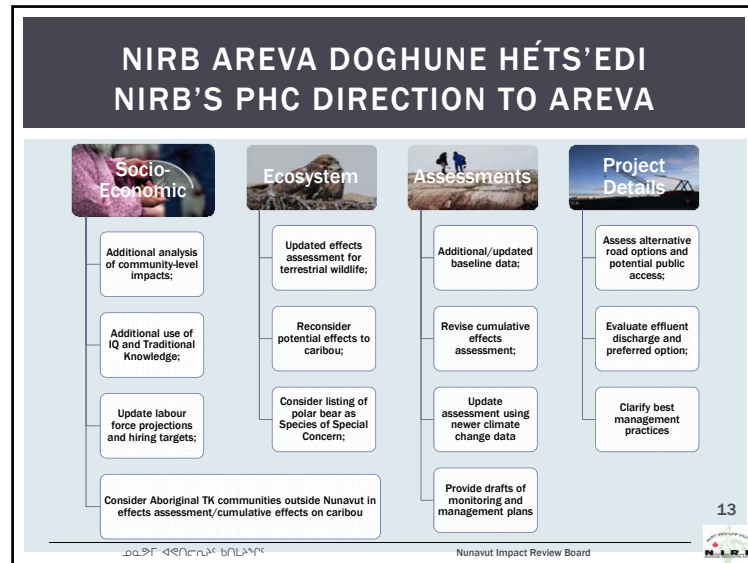 NIRB AREVA DOGHUNE HÉTS’EDI
NIRB’S PHC DIRECTION TO AREVA
Socio-
Economic
Additional analysis
of community-level
impacts;
Additional use of
IQ and Traditional
Knowledge;
Update labour
force projections
and hiring targets;
Consider Aboriginal TK communities outside Nunavut in
effects assessment/cumulative effects on caribou
Ecosystem
Updated effects
assessment for
terrestrial wildlife;
Reconsider
potential effects to
caribou;
Consider listing of
polar bear as
Species of Special
Concern;
Assessments
Additional/updated
baseline data;
Revise cumulative
effects
assessment;
Update
assessment using
newer climate
change data
Provide drafts of
monitoring and
management plans
Project
Details
Assess alternative
road options and
potential public
access;
Evaluate effluent
discharge and
preferred option;
Clarify best
management
practices
13
ᓄᓇᕗᒻᒥ ᐊᕙᑎᓕᕆᔨᑦ ᑲᑎᒪᔨᖏᑦ
Nunavut Impact Review Board
N.I.R.B